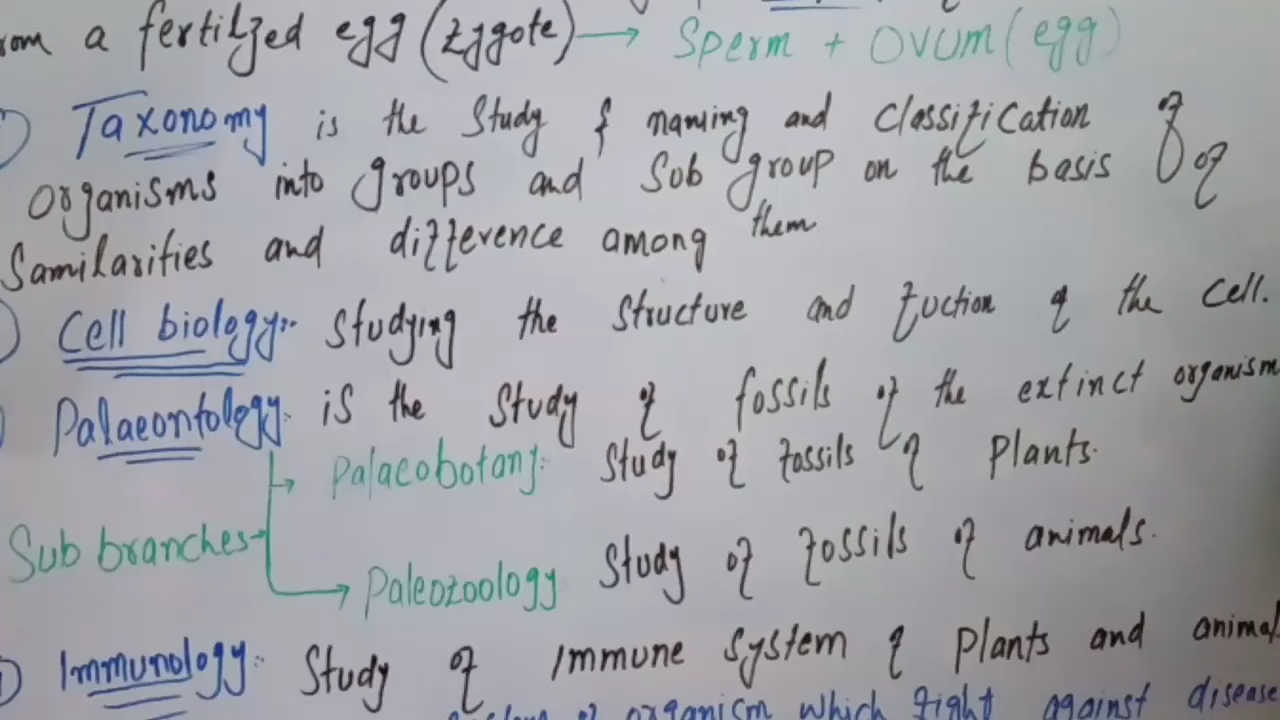 rom a fertilzed egg (zygote) → Sperm + Ovum (egg)
Taxonomy is the study of naming and classification of
organisms into groups and sub group on the basis of
Samilarities and difference among them
Cell biology:- Studying the structure and fuction of the cell.
Palaeontology:- is the study of fossils of the extinct organism
→ Palaeobotany:- Study of fossils of plants.
Sub branches
→ Paleozoology Study of fossils of animals.
Immunology:- Study of immune system of plants and animal
of organism which fight against disease